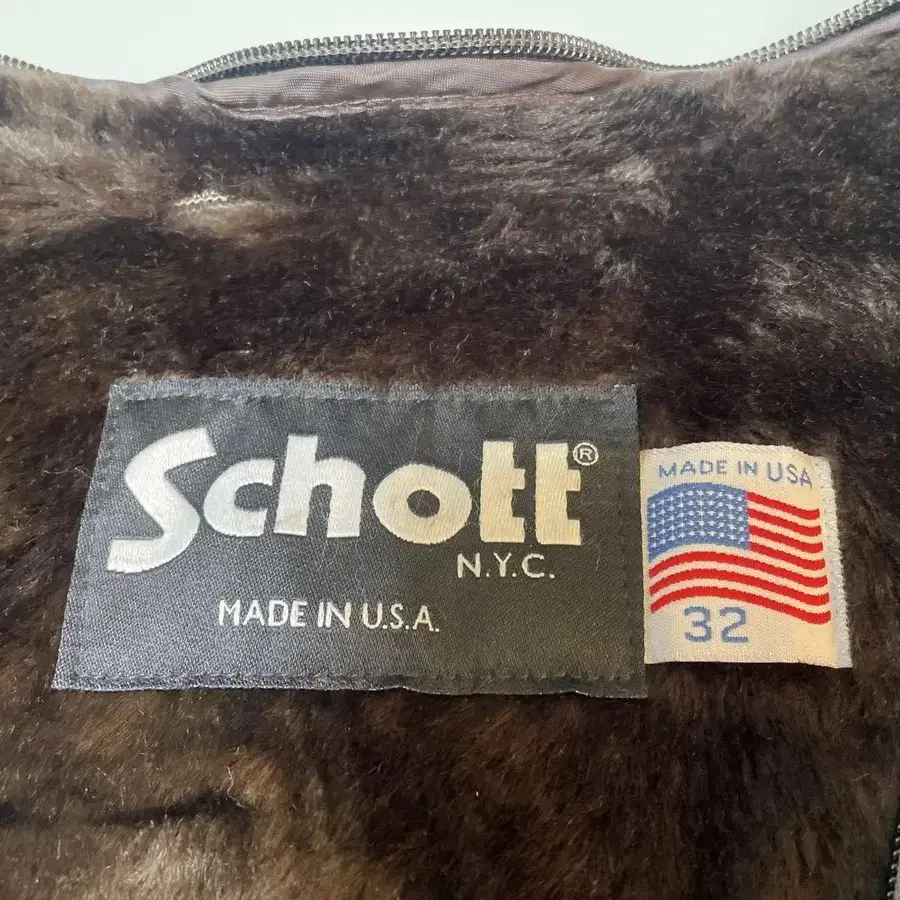 Schott®
N.Y.C.
MADE IN U.S.A.
MADE IN USA
32